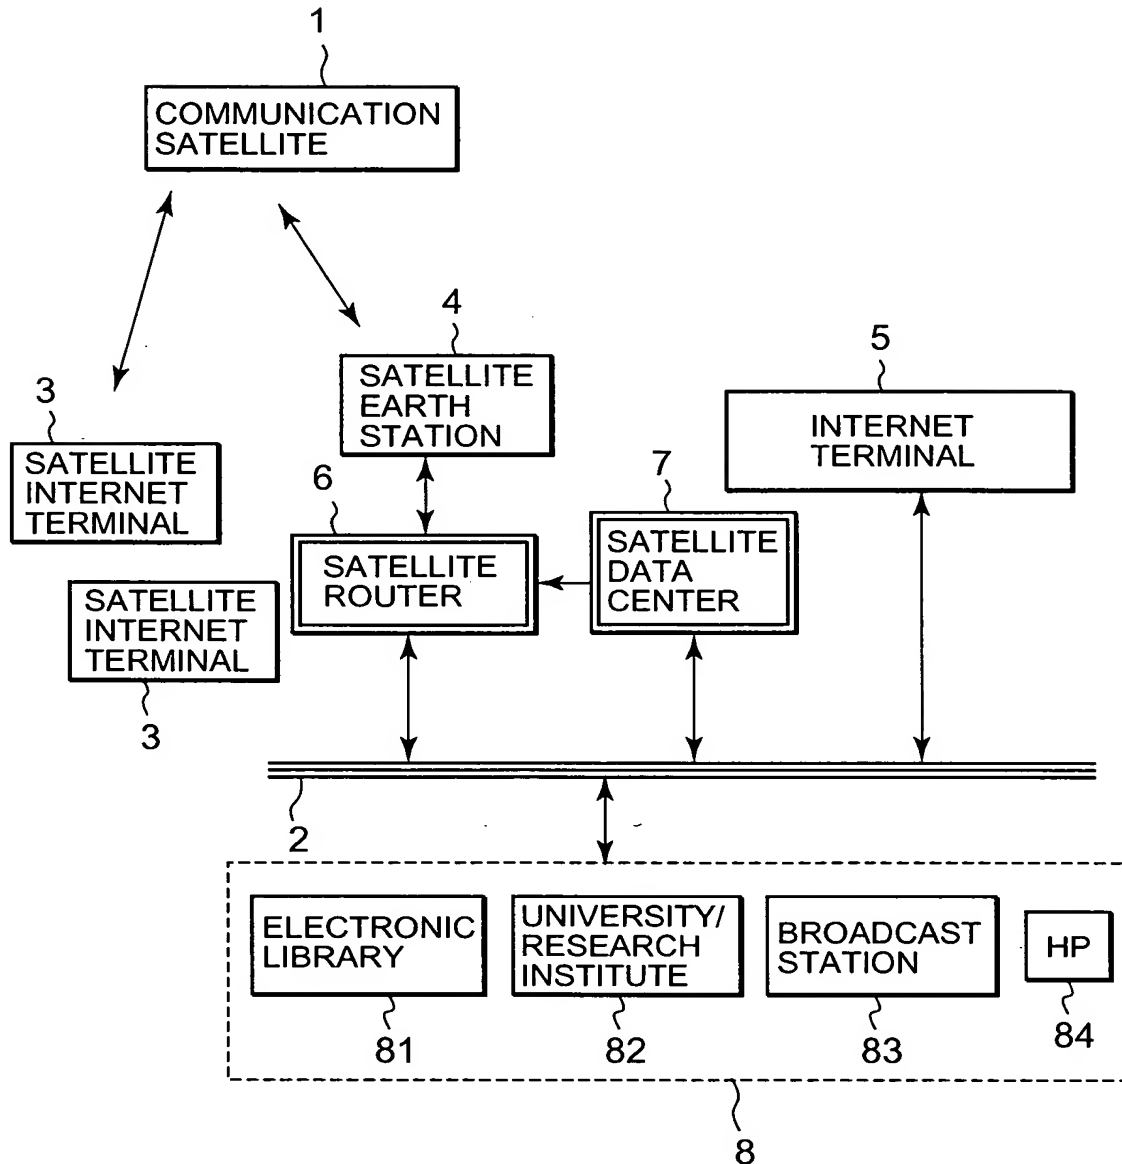 1
COMMUNICATION
SATELLITE
4
SATELLITE
EARTH
STATION
5
INTERNET
TERMINAL
3
SATELLITE
INTERNET
TERMINAL
6
SATELLITE
ROUTER
7
SATELLITE
DATA
CENTER
SATELLITE
INTERNET
TERMINAL
3
2
ELECTRONIC
LIBRARY
81
UNIVERSITY/
RESEARCH
INSTITUTE
82
BROADCAST
STATION
83
HP
84
8